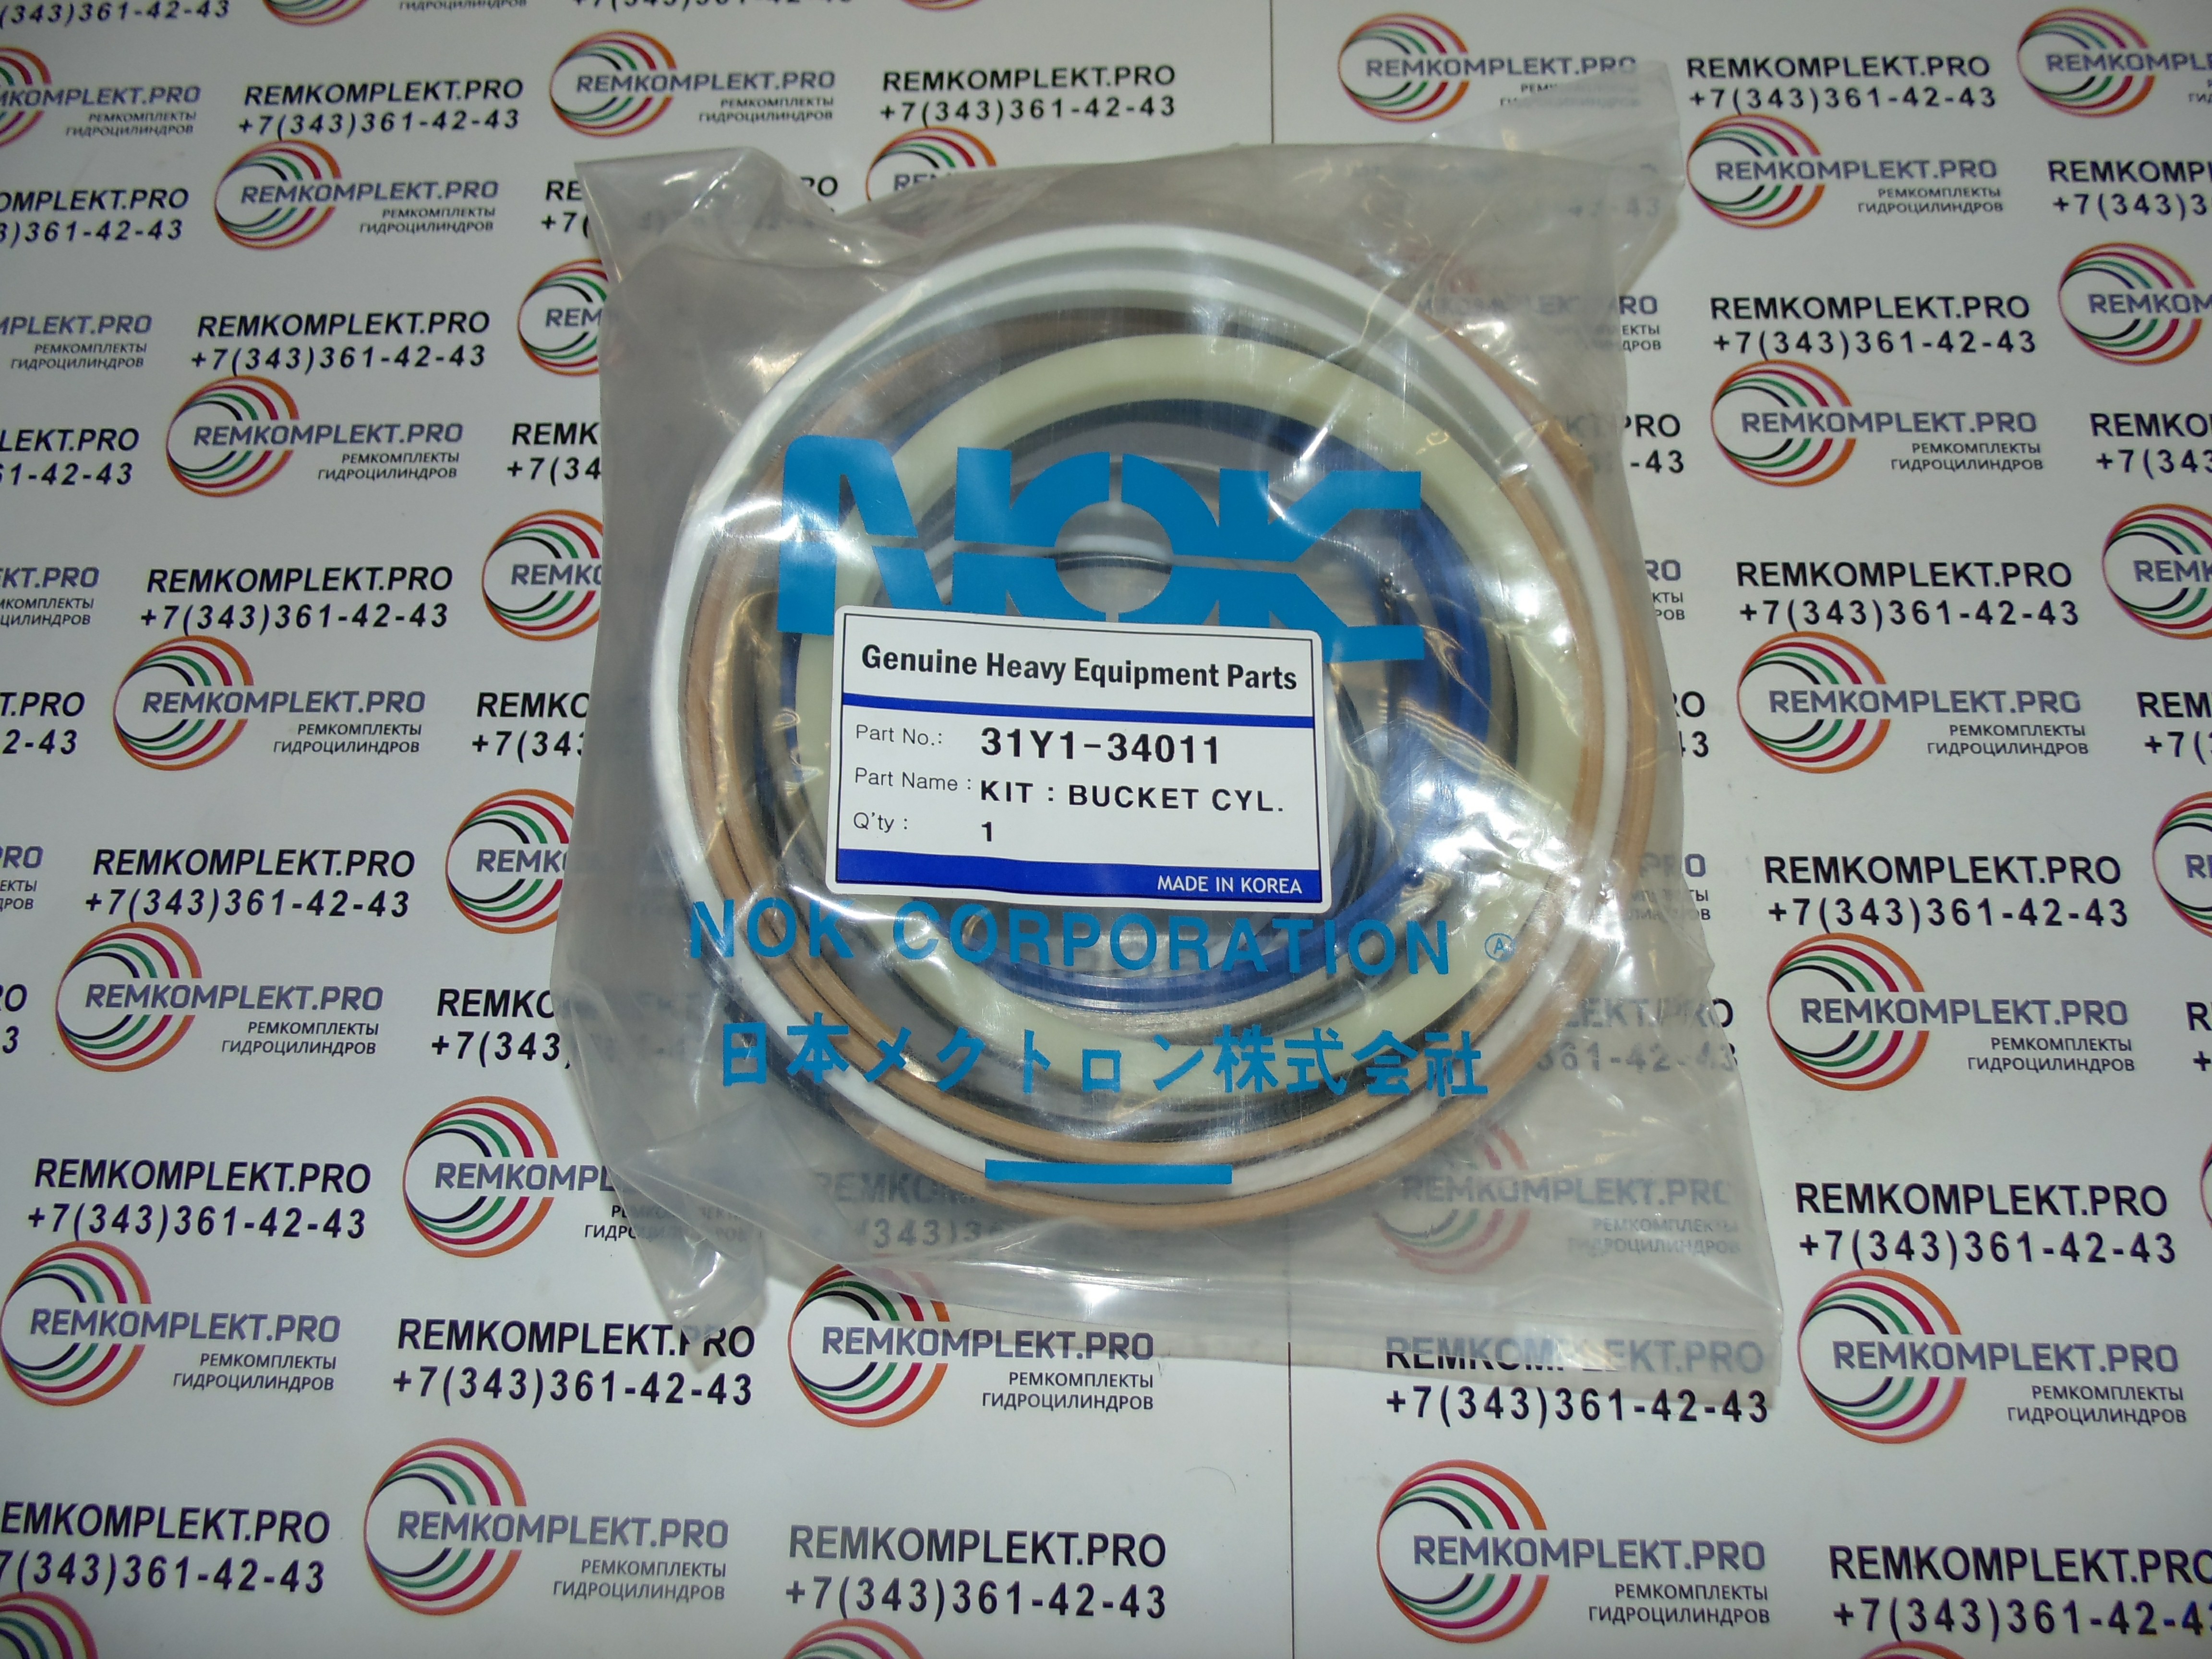 REMKOMPLEKT.PRO
+7(343)361-42-43
REMKOMPLEKT.PRO
РЕМКОМПЛЕКТЫ
ГИДРОЦИЛИНДРОВ
NOK
Genuine Heavy Equipment Parts
Part No.: 31Y1-34011
Part Name : KIT : BUCKET CYL.
Q'ty : 1
MADE IN KOREA
NOK CORPORATION Ⓐ
日本メクトロン株式会社